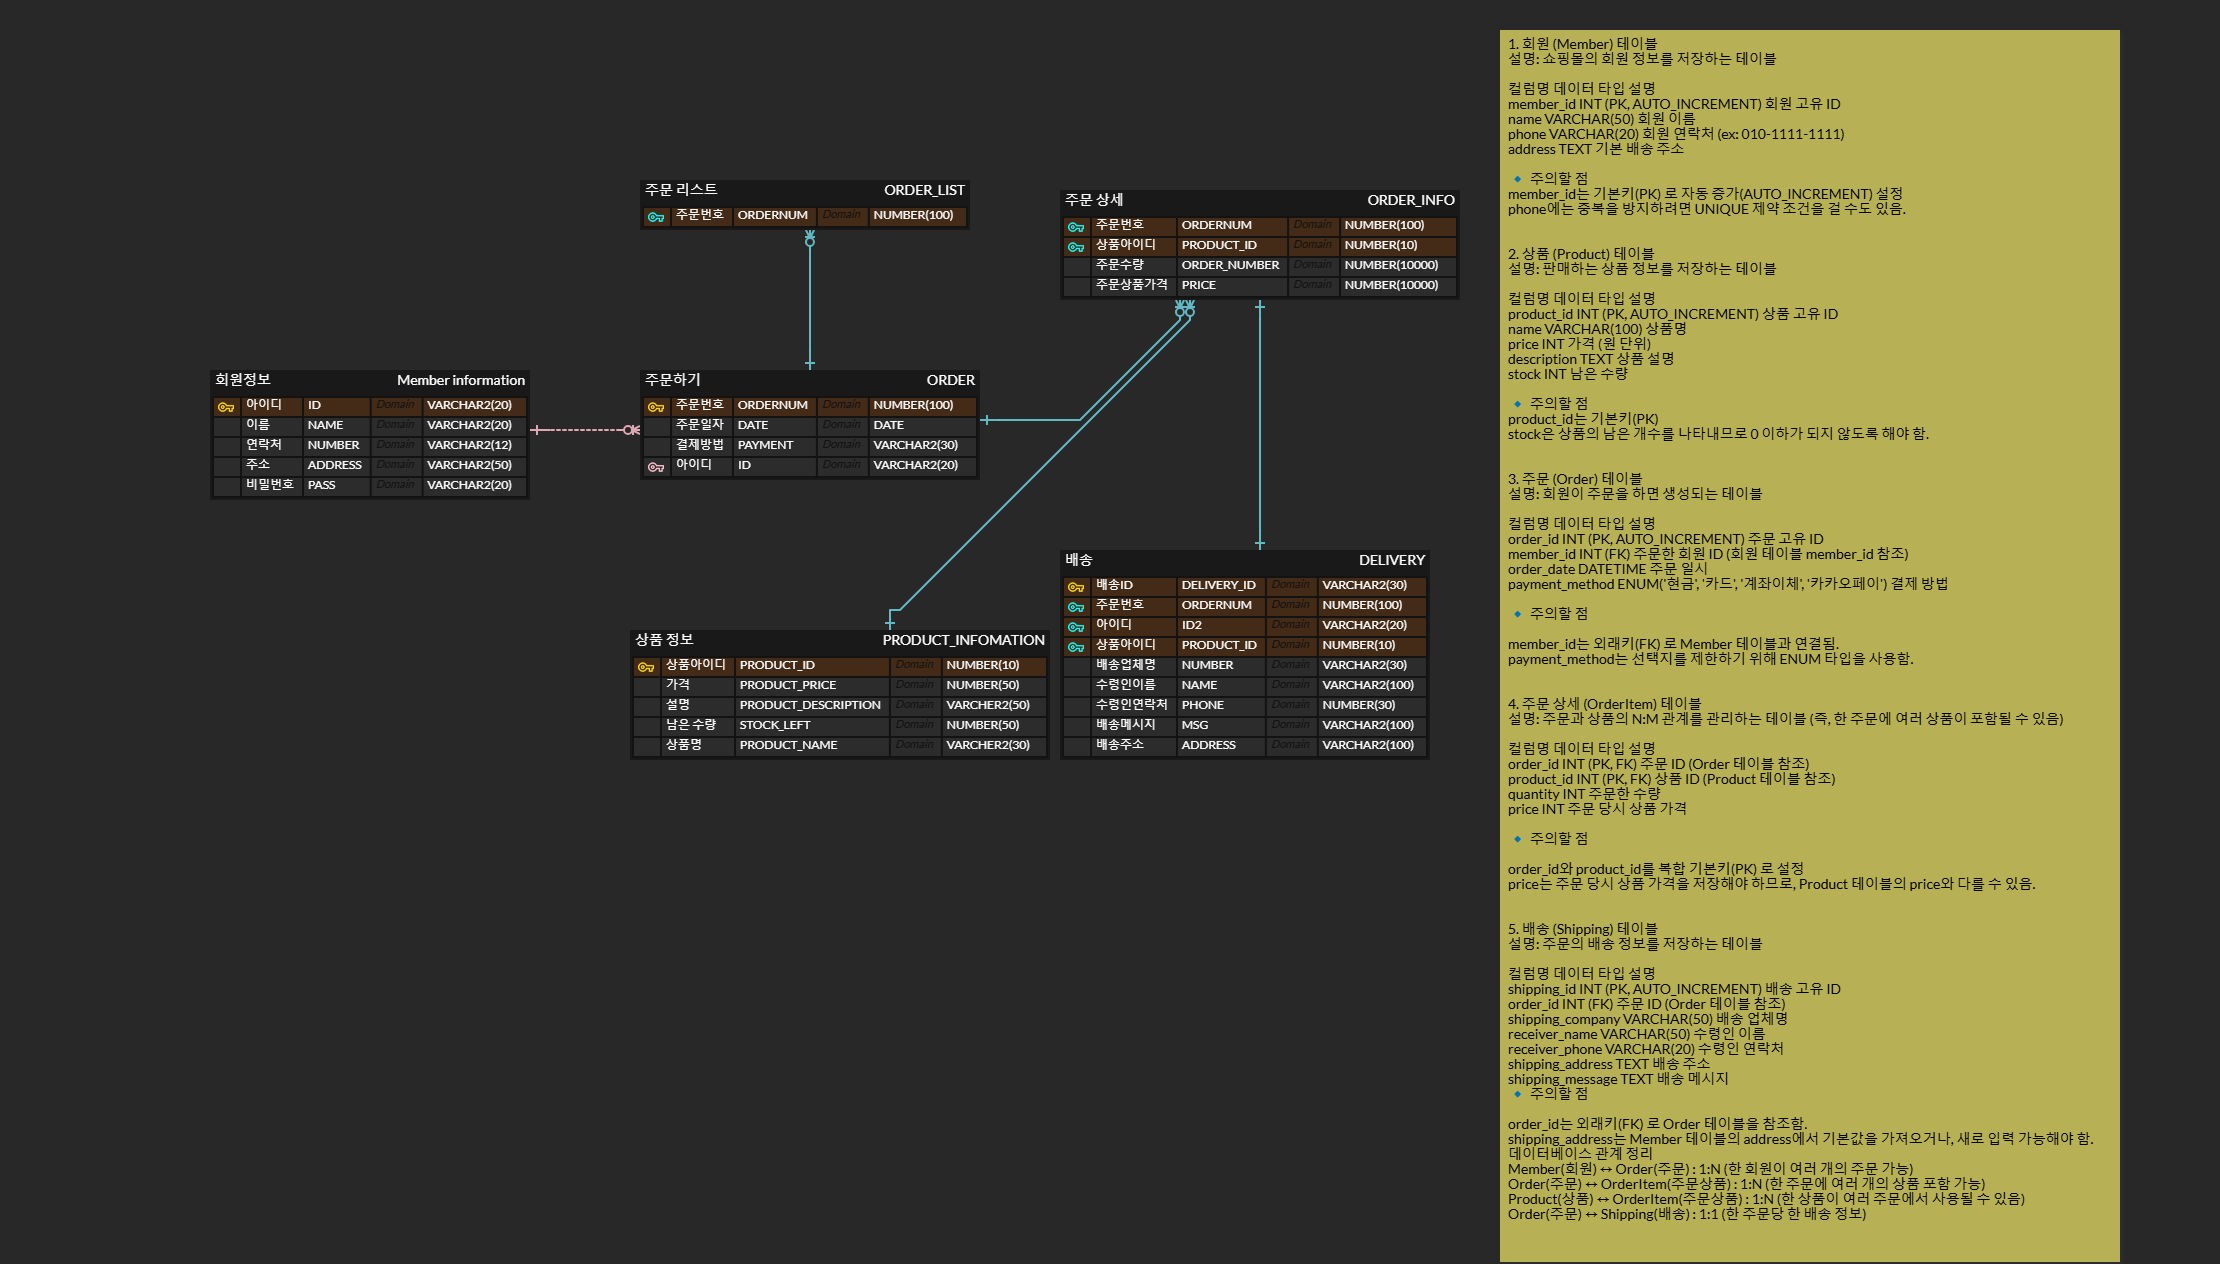 주문 리스트 ORDER_LIST
주문번호 ORDERNUM Domain NUMBER(100)
주문 상세 ORDER_INFO
주문번호 ORDERNUM Domain NUMBER(100)
상품아이디 PRODUCT_ID Domain NUMBER(10)
주문수량 ORDER_NUMBER Domain NUMBER(10000)
주문상품가격 PRICE Domain NUMBER(10000)
회원정보 Member information
아이디 ID Domain VARCHAR2(20)
이름 NAME Domain VARCHAR2(20)
연락처 NUMBER Domain VARCHAR2(12)
주소 ADDRESS Domain VARCHAR2(50)
비밀번호 PASS Domain VARCHAR2(20)
주문하기 ORDER
주문번호 ORDERNUM Domain NUMBER(100)
주문일자 DATE Domain DATE
결제방법 PAYMENT Domain VARCHAR2(30)
아이디 ID Domain VARCHAR2(20)
상품 정보 PRODUCT_INFOMATION
상품아이디 PRODUCT_ID Domain NUMBER(10)
가격 PRODUCT_PRICE Domain NUMBER(50)
설명 PRODUCT_DESCRIPTION Domain VARCHER2(50)
남은 수량 STOCK_LEFT Domain NUMBER(50)
상품명 PRODUCT_NAME Domain VARCHER2(30)
배송 DELIVERY
배송ID DELIVERY_ID Domain VARCHAR2(30)
주문번호 ORDERNUM Domain NUMBER(100)
아이디 ID2 Domain VARCHAR2(20)
상품아이디 PRODUCT_ID Domain NUMBER(10)
배송업체명 NUMBER Domain VARCHAR2(30)
수령인이름 NAME Domain VARCHAR2(100)
수령인연락처 PHONE Domain NUMBER(30)
배송메시지 MSG Domain VARCHAR2(100)
배송주소 ADDRESS Domain VARCHAR2(100)
1. 회원 (Member) 테이블
설명: 쇼핑몰의 회원 정보를 저장하는 테이블
컬럼명 데이터 타입 설명
member_id INT (PK, AUTO_INCREMENT) 회원 고유 ID
name VARCHAR(50) 회원 이름
phone VARCHAR(20) 회원 연락처 (ex: 010-1111-1111)
address TEXT 기본 배송 주소
🔹 주의할 점
member_id는 기본키(PK) 로 자동 증가(AUTO_INCREMENT) 설정
phone에는 중복을 방지하려면 UNIQUE 제약 조건을 걸 수도 있음.
2. 상품 (Product) 테이블
설명: 판매하는 상품 정보를 저장하는 테이블
컬럼명 데이터 타입 설명
product_id INT (PK, AUTO_INCREMENT) 상품 고유 ID
name VARCHAR(100) 상품명
price INT 가격 (원 단위)
description TEXT 상품 설명
stock INT 남은 수량
🔹 주의할 점
product_id는 기본키(PK)
stock은 상품의 남은 개수를 나타내므로 0 이하가 되지 않도록 해야 함.
3. 주문 (Order) 테이블
설명: 회원이 주문을 하면 생성되는 테이블
컬럼명 데이터 타입 설명
order_id INT (PK, AUTO_INCREMENT) 주문 고유 ID
member_id INT (FK) 주문한 회원 ID (회원 테이블 member_id 참조)
order_date DATETIME 주문 일시
payment_method ENUM('현금', '카드', '계좌이체', '카카오페이') 결제 방법
🔹 주의할 점
member_id는 외래키(FK) 로 Member 테이블과 연결됨.
payment_method는 선택지를 제한하기 위해 ENUM 타입을 사용함.
4. 주문 상세 (OrderItem) 테이블
설명: 주문과 상품의 N:M 관계를 관리하는 테이블 (즉, 한 주문에 여러 상품이 포함될 수 있음)
컬럼명 데이터 타입 설명
order_id INT (PK, FK) 주문 ID (Order 테이블 참조)
product_id INT (PK, FK) 상품 ID (Product 테이블 참조)
quantity INT 주문한 수량
price INT 주문 당시 상품 가격
🔹 주의할 점
order_id와 product_id를 복합 기본키(PK) 로 설정
price는 주문 당시 상품 가격을 저장해야 하므로, Product 테이블의 price와 다를 수 있음.
5. 배송 (Shipping) 테이블
설명: 주문의 배송 정보를 저장하는 테이블
컬럼명 데이터 타입 설명
shipping_id INT (PK, AUTO_INCREMENT) 배송 고유 ID
order_id INT (FK) 주문 ID (Order 테이블 참조)
shipping_company VARCHAR(50) 배송 업체명
receiver_name VARCHAR(50) 수령인 이름
receiver_phone VARCHAR(20) 수령인 연락처
shipping_address TEXT 배송 주소
shipping_message TEXT 배송 메시지
🔹 주의할 점
order_id는 외래키(FK) 로 Order 테이블을 참조함.
shipping_address는 Member 테이블의 address에서 기본값을 가져오거나, 새로 입력 가능해야 함.
데이터베이스 관계 정리
Member(회원) ↔ Order(주문) : 1:N (한 회원이 여러 개의 주문 가능)
Order(주문) ↔ OrderItem(주문상품) : 1:N (한 주문에 여러 개의 상품 포함 가능)
Product(상품) ↔ OrderItem(주문상품) : 1:N (한 상품이 여러 주문에서 사용될 수 있음)
Order(주문) ↔ Shipping(배송) : 1:1 (한 주문당 한 배송 정보)